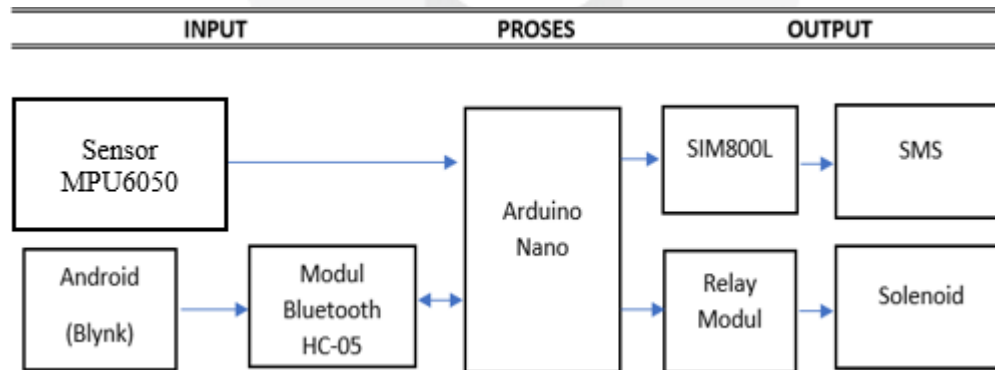 INPUT PROSES OUTPUT
Sensor
MPU6050
Android
(Blynk)
Modul
Bluetooth
HC-05
Arduino
Nano
SIM800L
SMS
Relay
Modul
Solenoid